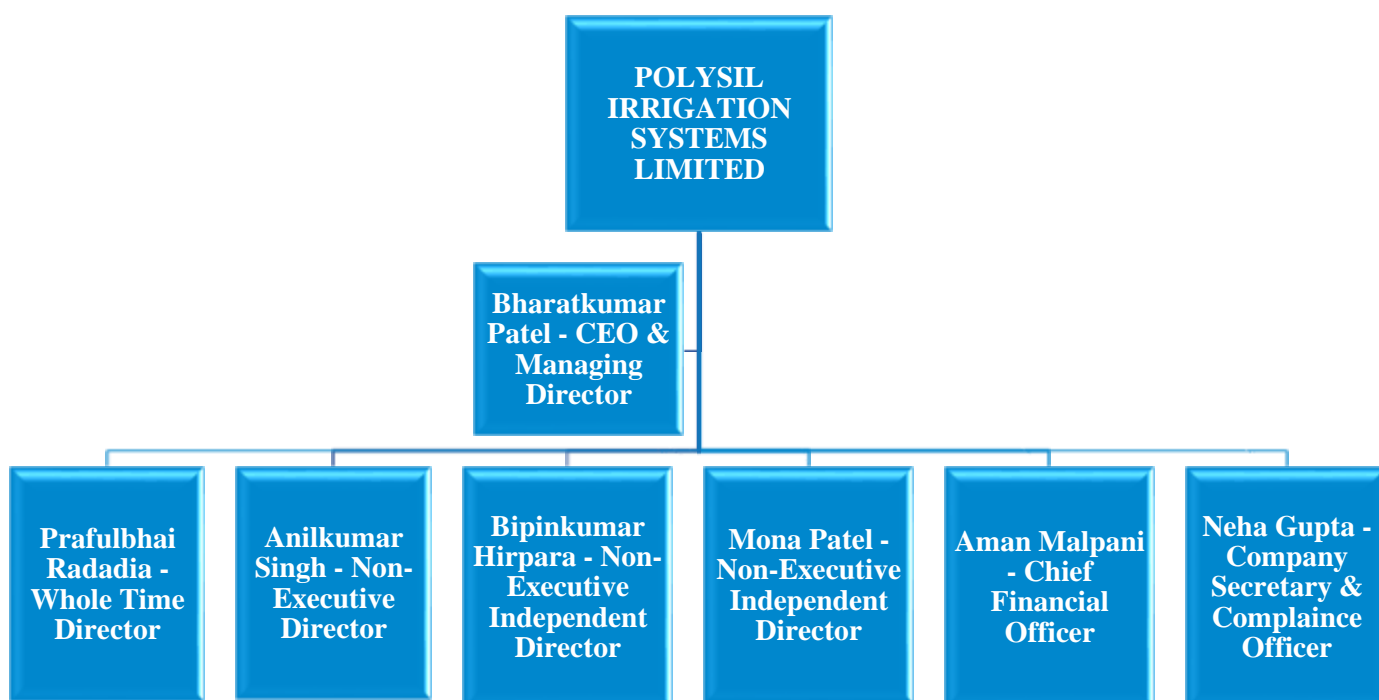 POLYSIL
IRRIGATION
SYSTEMS
LIMITED
Bharatkumar
Patel - CEO &
Managing
Director
Prafulbhai
Radadia -
Whole Time
Director
Anilkumar
Singh - Non-
Executive
Director
Bipinkumar
Hirpara - Non-
Executive
Independent
Director
Mona Patel -
Non-Executive
Independent
Director
Aman Malpani
- Chief
Financial
Officer
Neha Gupta -
Company
Secretary &
Complaince
Officer